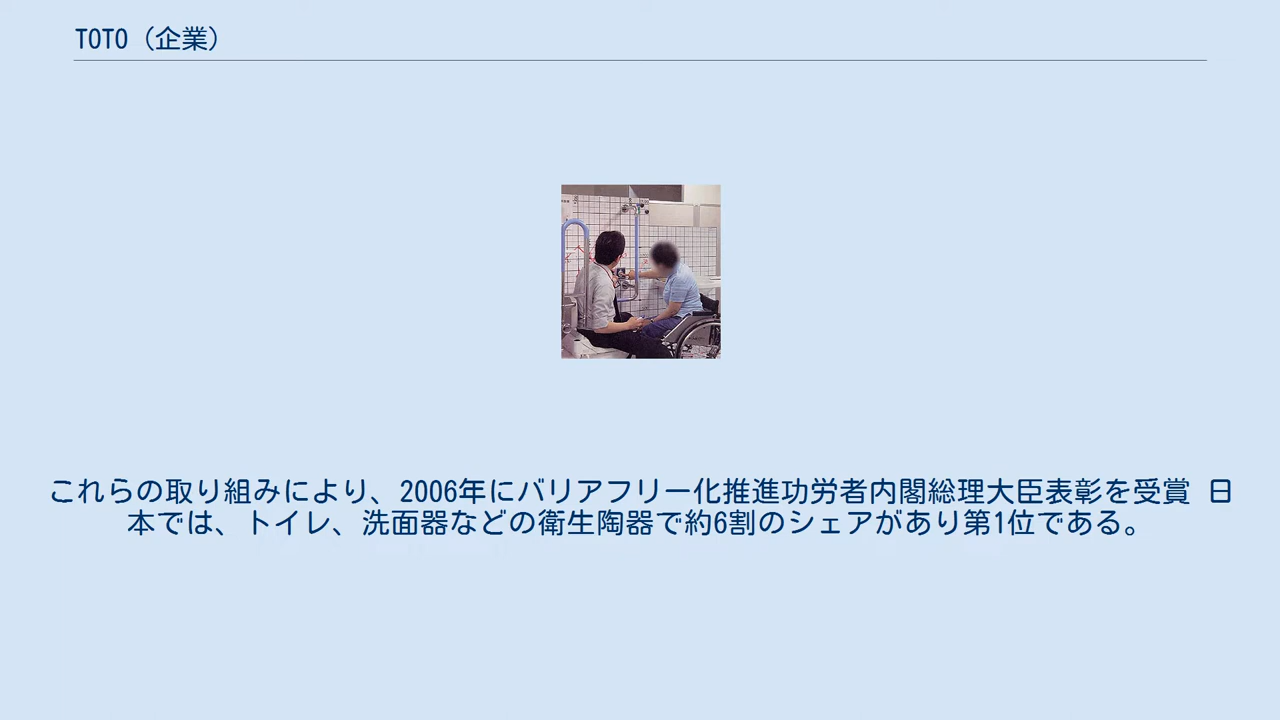 TOTO（企業）
これらの取り組みにより、2006年にバリアフリー化推進功労者内閣総理大臣表彰を受賞 日
本では、トイレ、洗面器などの衛生陶器で約6割のシェアがあり第1位である。